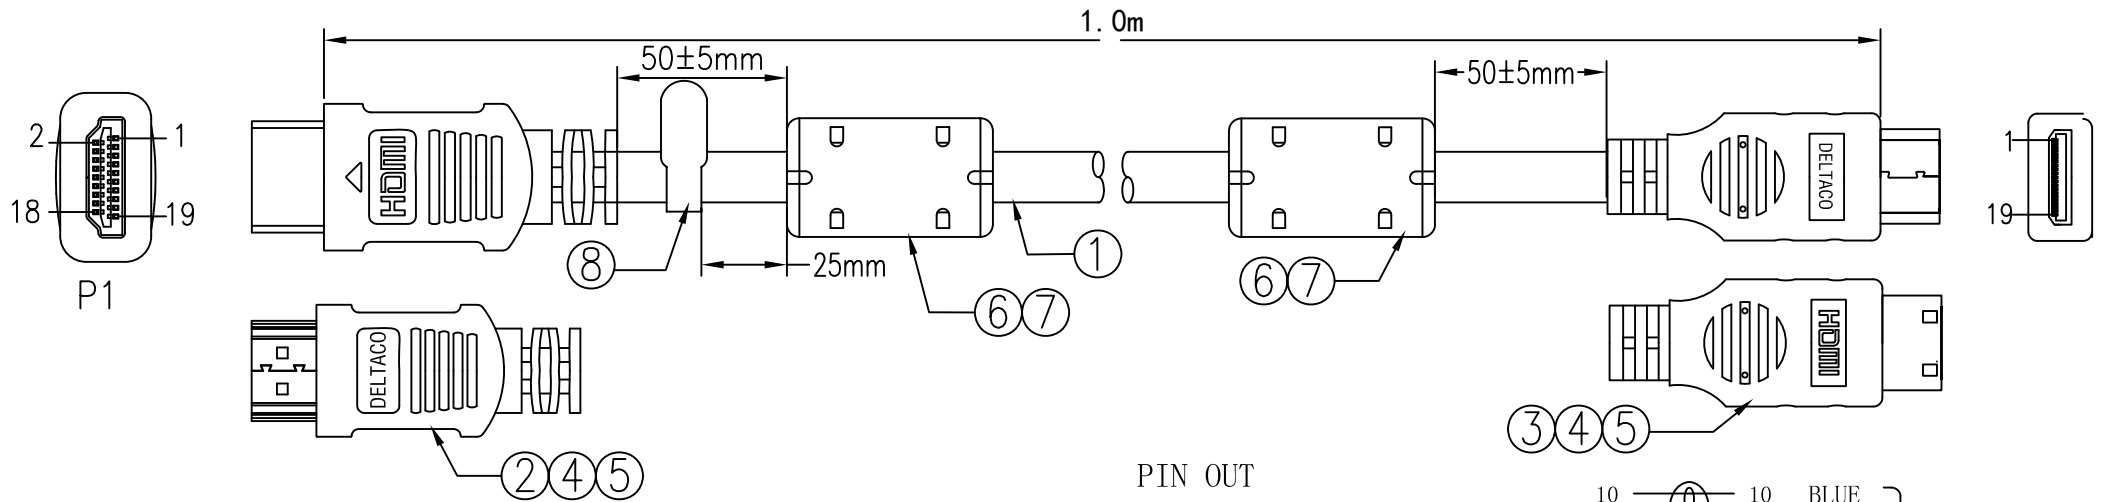 1.0m
50±5mm
50±5mm
2
1
18
19
P1
HDMI
DELTACO
1
19
8
25mm
1
6 7
6 7
DELTACO
HDMI
2 4 5
3 4 5
PIN OUT
10 10 BLUE